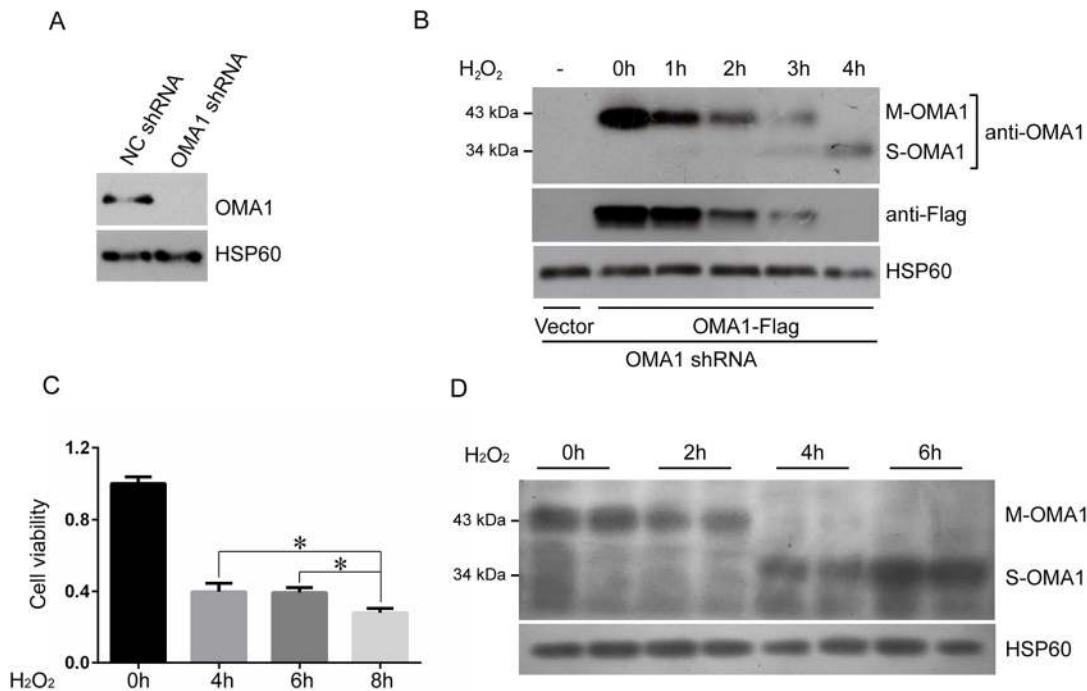 A
NC shRNA
OMA1 shRNA
OMA1
HSP60
B
H₂O₂ - 0h 1h 2h 3h 4h
43 kDa
34 kDa
M-OMA1
S-OMA1
anti-OMA1
anti-Flag
HSP60
Vector OMA1-Flag
OMA1 shRNA
C
Cell viability
1.2
0.8
0.4
0.0
* *
H₂O₂ 0h 4h 6h 8h
D
H₂O₂ 0h 2h 4h 6h
43 kDa
34 kDa
M-OMA1
S-OMA1
HSP60